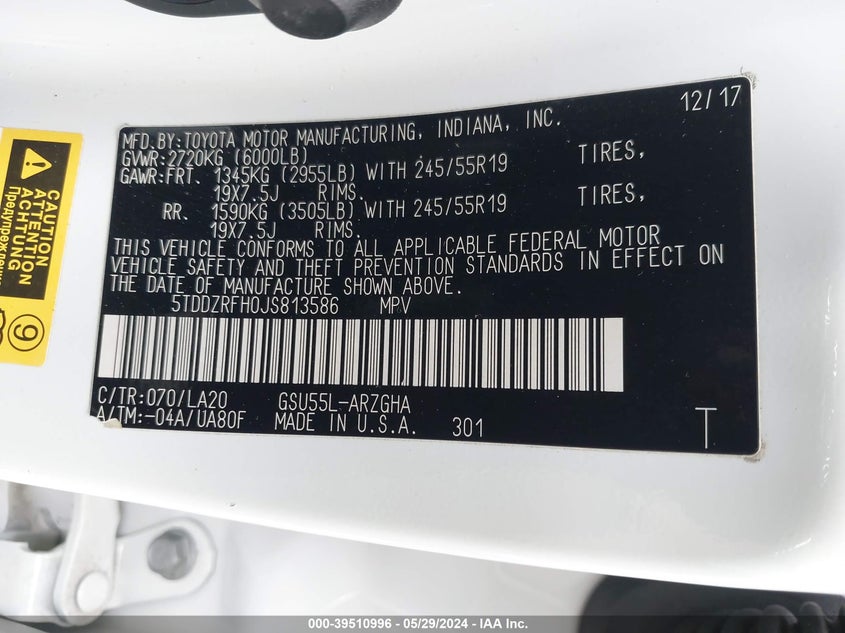 12/17
MFD.BY:TOYOTA MOTOR MANUFACTURING, INDIANA, INC.
GVWR:2720KG (6000LB)
GAWR:FRT. 1345KG (2955LB) WITH 245/55R19 TIRES,
19X7.5J RIMS.
RR. 1590KG (3505LB) WITH 245/55R19 TIRES,
19X7.5J RIMS.
THIS VEHICLE CONFORMS TO ALL APPLICABLE FEDERAL MOTOR
VEHICLE SAFETY AND THEFT PREVENTION STANDARDS IN EFFECT ON
THE DATE OF MANUFACTURE SHOWN ABOVE.
5TDDZRFH0JS813586 MPV
C/TR:070/LA20 GSU55L-ARZGHA
A/TM:-04A/UA80F MADE IN U.S.A. 301 T
CAUTION
ATTENTION
ACHTUNG
Предупреждение
9
000-39510996 - 05/29/2024 - IAA Inc.